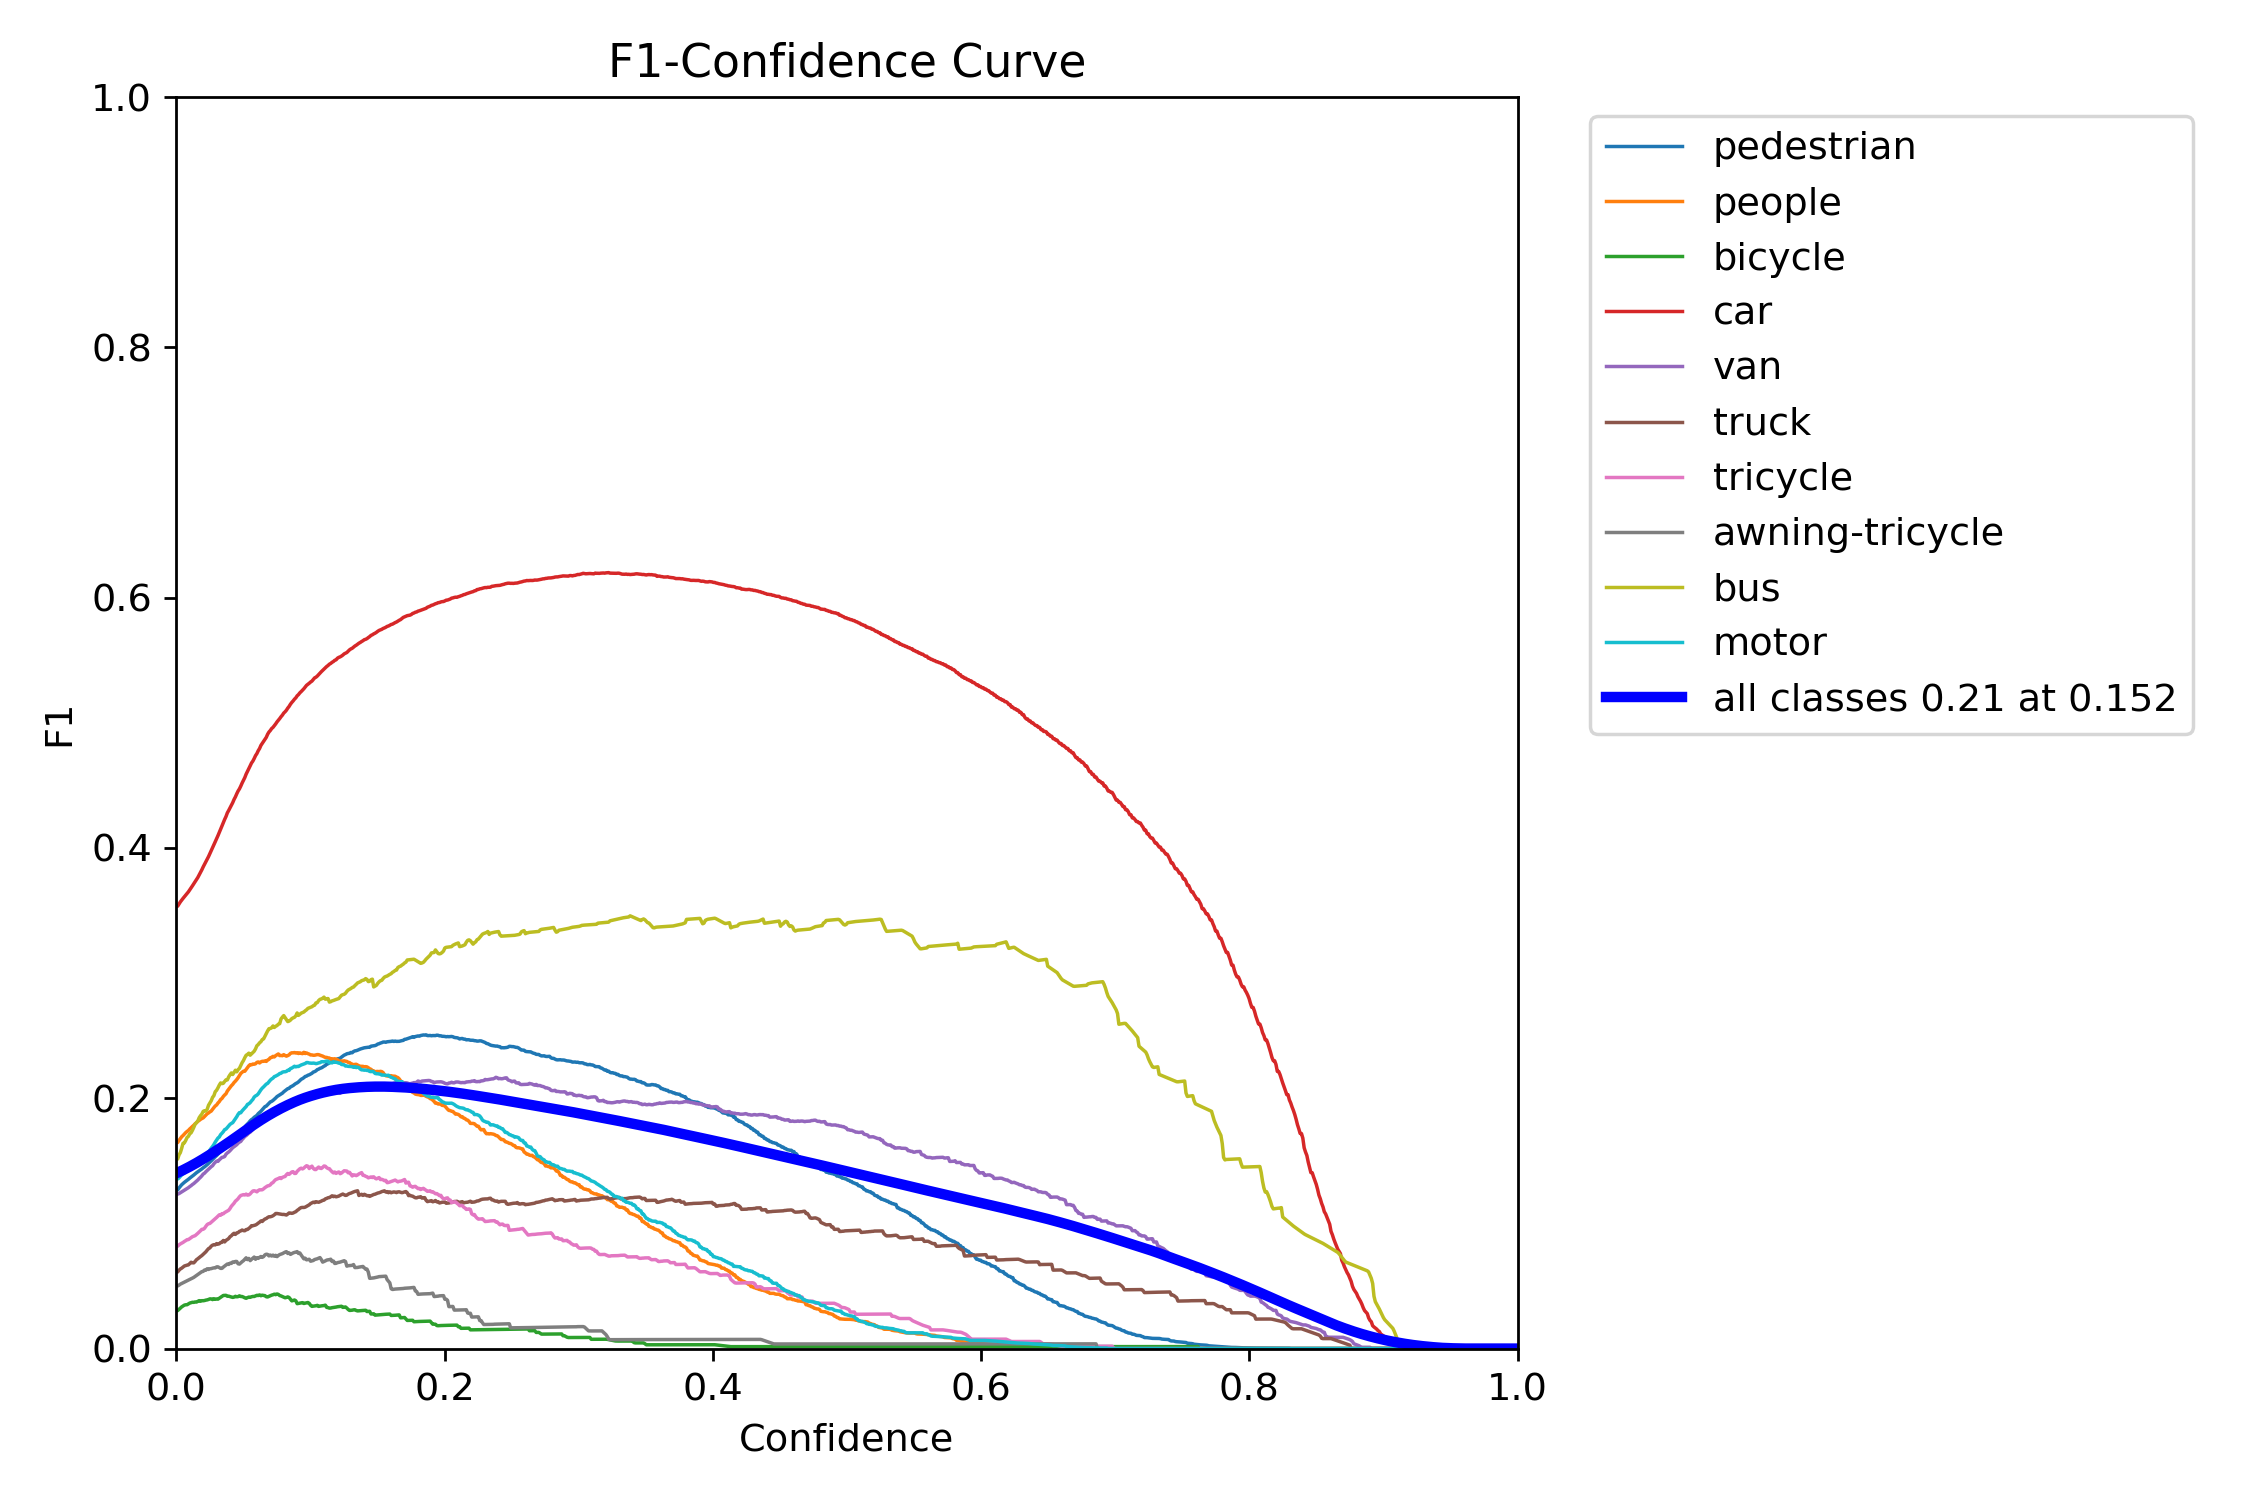 F1-Confidence Curve
1.0
0.8
0.6
0.4
0.2
0.0
F1
0.0 0.2 0.4 0.6 0.8 1.0
Confidence
pedestrian
people
bicycle
car
van
truck
tricycle
awning-tricycle
bus
motor
all classes 0.21 at 0.152